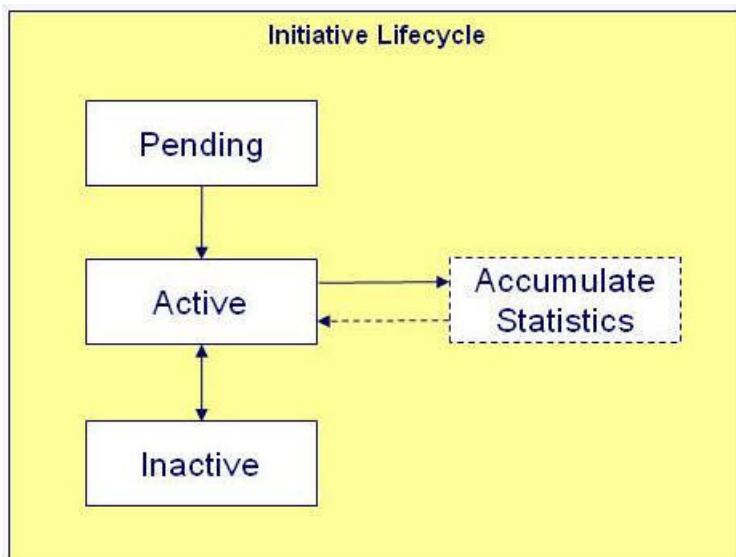 Initiative Lifecycle
Pending
Active
Accumulate
Statistics
Inactive